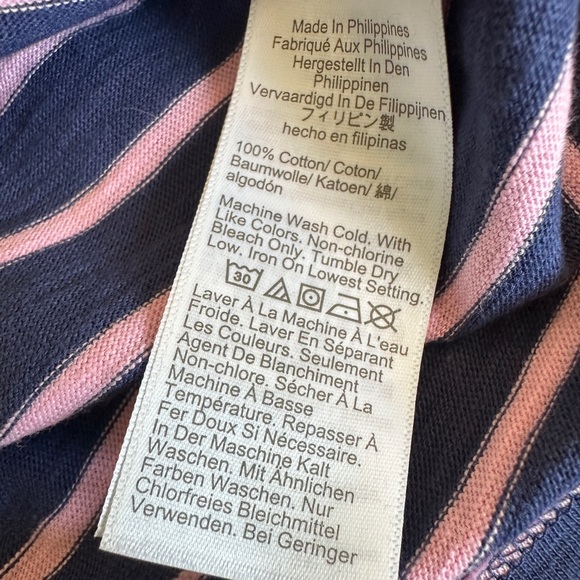 Made In Philippines
Fabriqué Aux Philippines
Hergestellt In Den
Philippinen
Vervaardigd In De Filippijnen
フィリピン製
hecho en filipinas
100% Cotton/ Coton/
Baumwolle/ Katoen/ 綿/
algodón
Machine Wash Cold. With
Like Colors. Non-chlorine
Bleach Only. Tumble Dry
Low. Iron On Lowest Setting.
30
Laver À La Machine À L'eau
Froide. Laver En Séparant
Les Couleurs. Seulement
Agent De Blanchiment
Non-chlore. Sécher À La
Machine À Basse
Température. Repasser À
Fer Doux Si Nécessaire.
In Der Maschine Kalt
Waschen. Mit Ähnlichen
Farben Waschen. Nur
Chlorfreies Bleichmittel
Verwenden. Bei Geringer